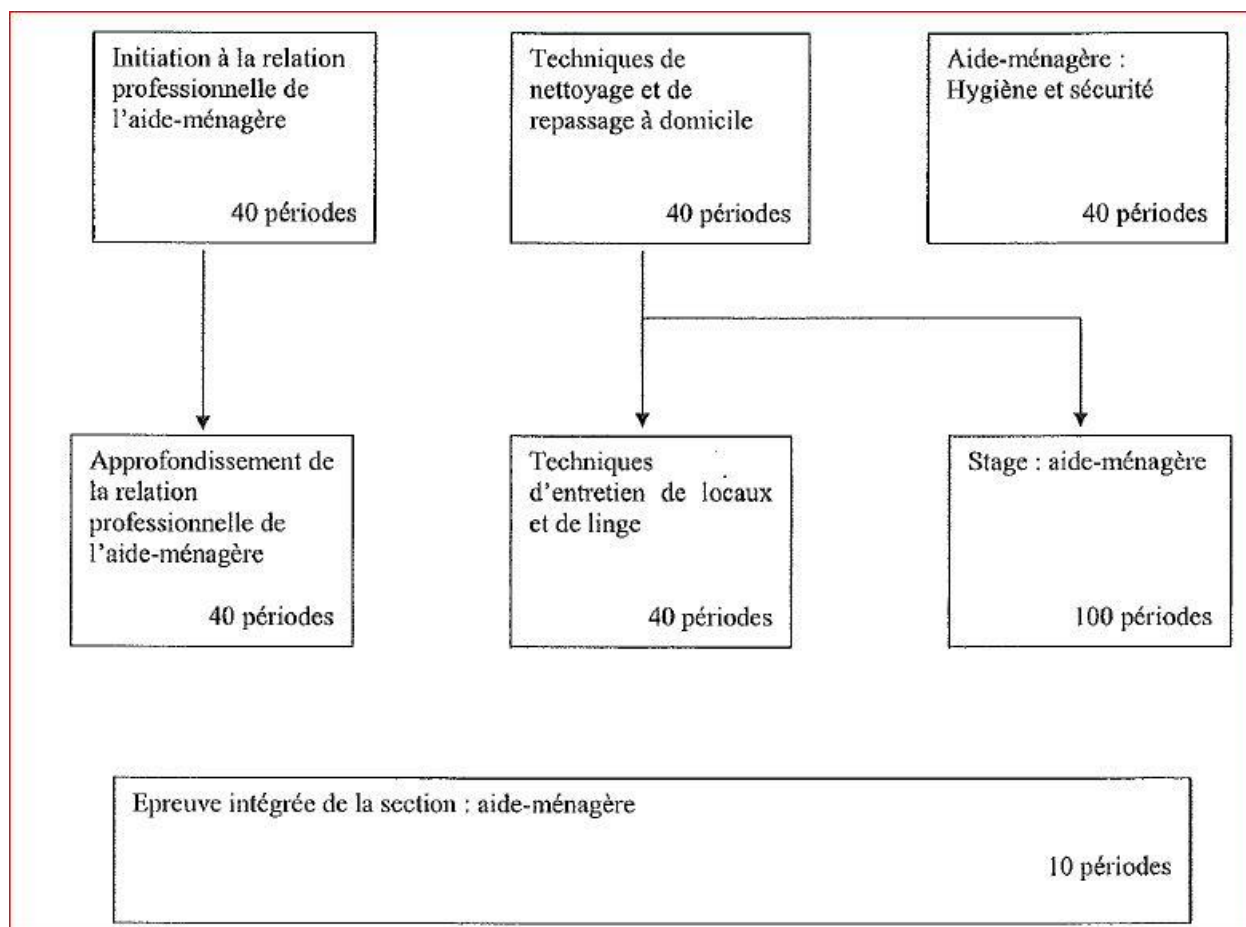 Initiation à la relation
professionnelle de
l'aide-ménagère
40 périodes
Techniques de
nettoyage et de
repassage à domicile
40 périodes
Aide-ménagère :
Hygiène et sécurité
40 périodes
Approfondissement de
la relation
professionnelle de
l'aide-ménagère
40 périodes
Techniques
d'entretien de locaux
et de linge
40 périodes
Stage : aide-ménagère
100 périodes
Epreuve intégrée de la section : aide-ménagère
10 périodes